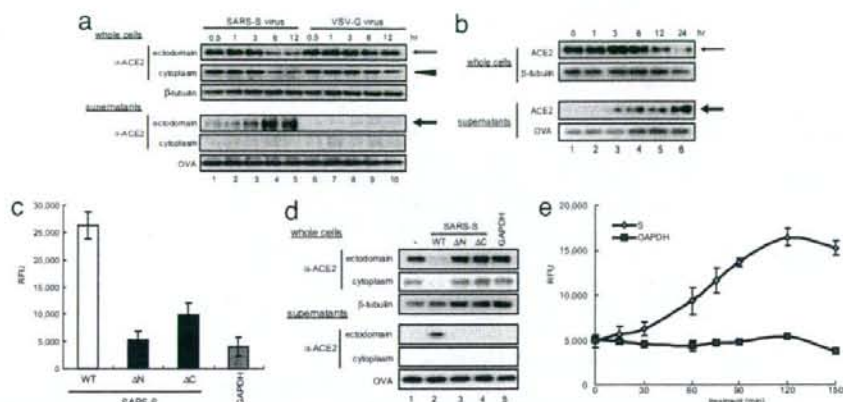 a
SARS-S virus
VSV-G virus
whole cells
0.5 1 3 6 12 0.5 1 3 6 12 hr
α-ACE2
ectodomain
cytoplasm
β-tubulin
supernatants
α-ACE2
ectodomain
cytoplasm
OVA
1 2 3 4 5 6 7 8 9 10
b
0 1 3 6 12 24 hr
whole cells
ACE2
β-tubulin
supernatants
ACE2
OVA
1 2 3 4 5 6
c
30,000
25,000
20,000
15,000
10,000
5,000
0
RFU
WT ΔN ΔC GAPDH
SARS-S
d
SARS-S
whole cells
- WT ΔN ΔC GAPDH
α-ACE2
ectodomain
cytoplasm
β-tubulin
supernatants
α-ACE2
ectodomain
cytoplasm
OVA
1 2 3 4 5
e
20,000
15,000
10,000
5,000
0
RFU
S
GAPDH
0 30 60 90 120 150
treatment (min)